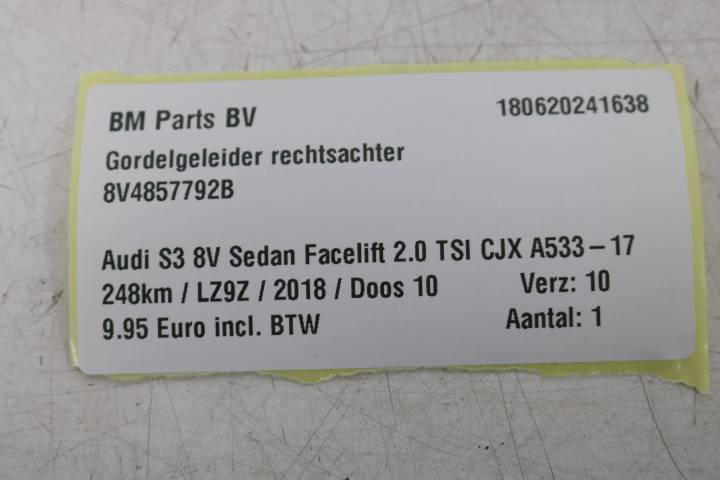 BM Parts BV 180620241638
Gordelgeleider rechtsachter
8V4857792B
Audi S3 8V Sedan Facelift 2.0 TSI CJX A533-17
248km / LZ9Z / 2018 / Doos 10 Verz: 10
9.95 Euro incl. BTW Aantal: 1